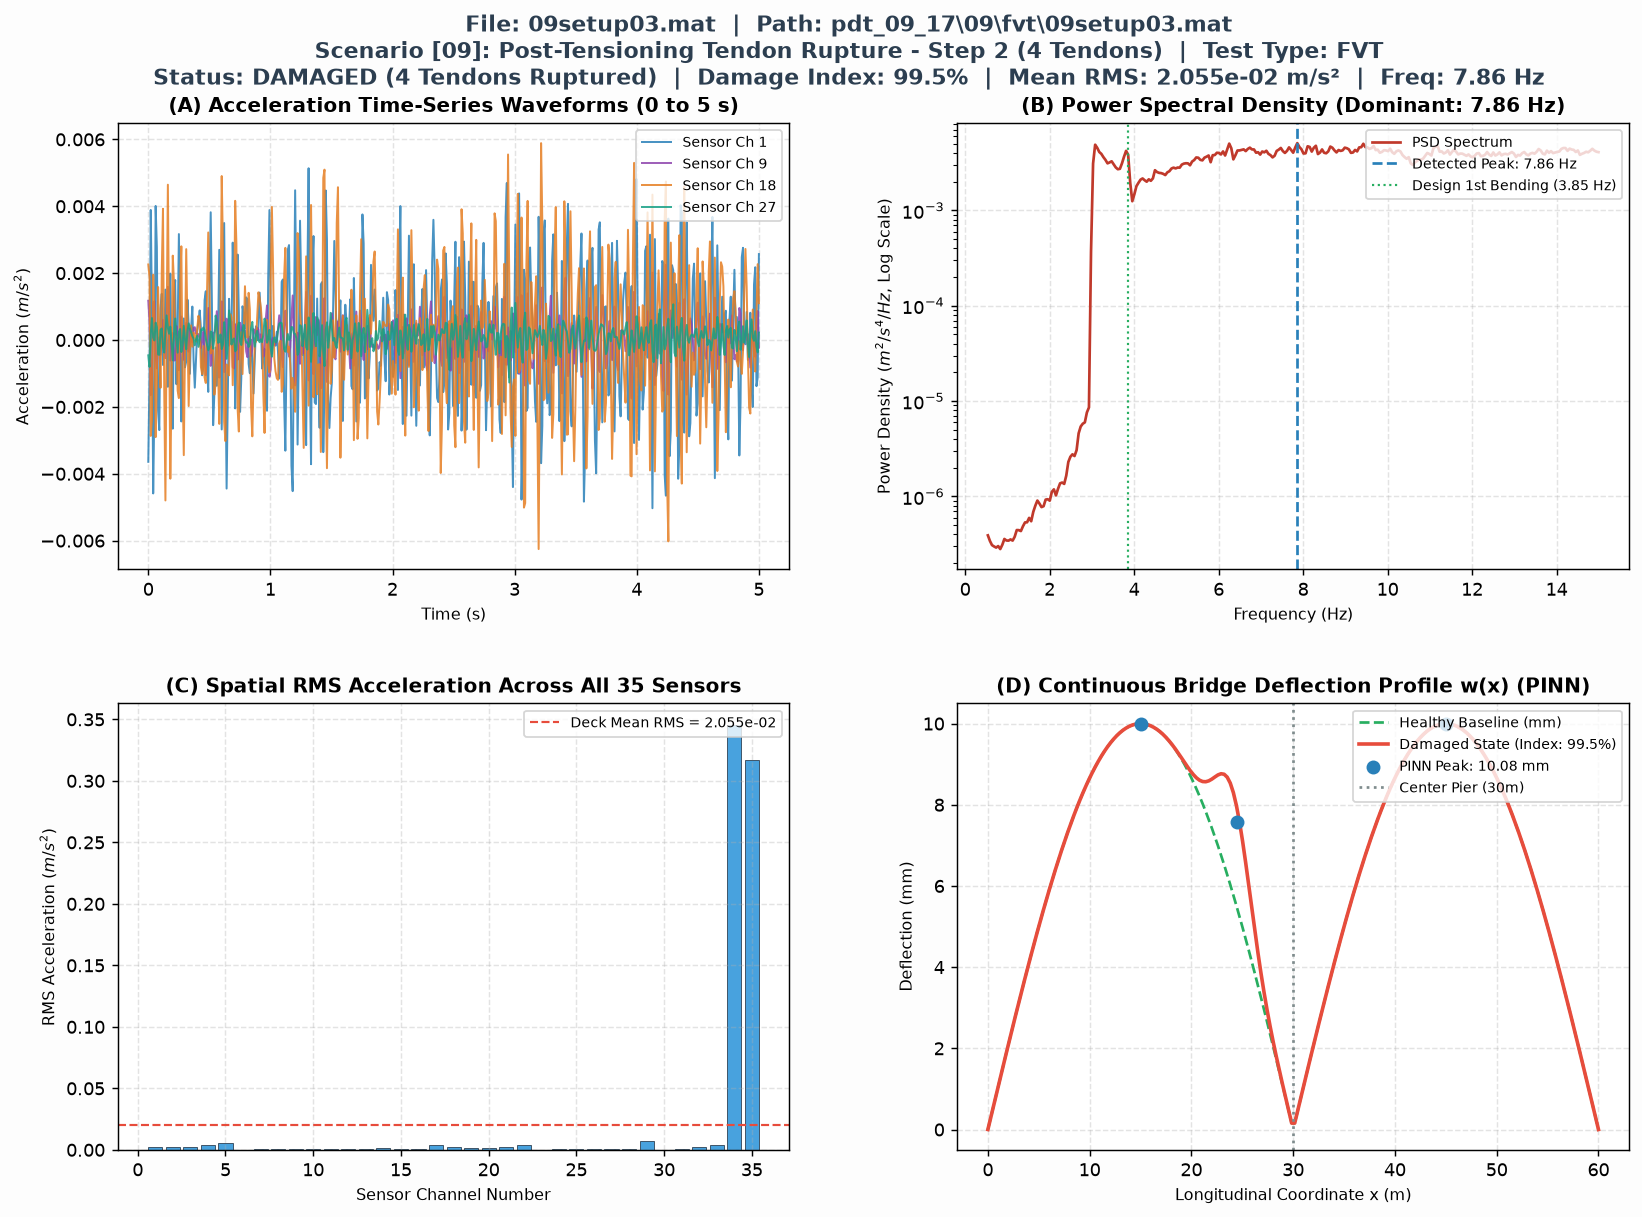 File: 09setup03.mat | Path: pdt_09_17\09\fvt\09setup03.mat
Scenario [09]: Post-Tensioning Tendon Rupture - Step 2 (4 Tendons) | Test Type: FVT
Status: DAMAGED (4 Tendons Ruptured) | Damage Index: 99.5% | Mean RMS: 2.055e-02 m/s² | Freq: 7.86 Hz
(A) Acceleration Time-Series Waveforms (0 to 5 s)
Sensor Ch 1
Sensor Ch 9
Sensor Ch 18
Sensor Ch 27
0.006
0.004
0.002
0.000
−0.002
−0.004
−0.006
Acceleration (m/s²)
0 1 2 3 4 5
Time (s)
(B) Power Spectral Density (Dominant: 7.86 Hz)
PSD Spectrum
Detected Peak: 7.86 Hz
Design 1st Bending (3.85 Hz)
10⁻³
10⁻⁴
10⁻⁵
10⁻⁶
Power Density (m²/s⁴/Hz, Log Scale)
0 2 4 6 8 10 12 14
Frequency (Hz)
(C) Spatial RMS Acceleration Across All 35 Sensors
Deck Mean RMS = 2.055e-02
0.35
0.30
0.25
0.20
0.15
0.10
0.05
0.00
RMS Acceleration (m/s²)
0 5 10 15 20 25 30 35
Sensor Channel Number
(D) Continuous Bridge Deflection Profile w(x) (PINN)
Healthy Baseline (mm)
Damaged State (Index: 99.5%)
PINN Peak: 10.08 mm
Center Pier (30m)
10
8
6
4
2
0
Deflection (mm)
0 10 20 30 40 50 60
Longitudinal Coordinate x (m)